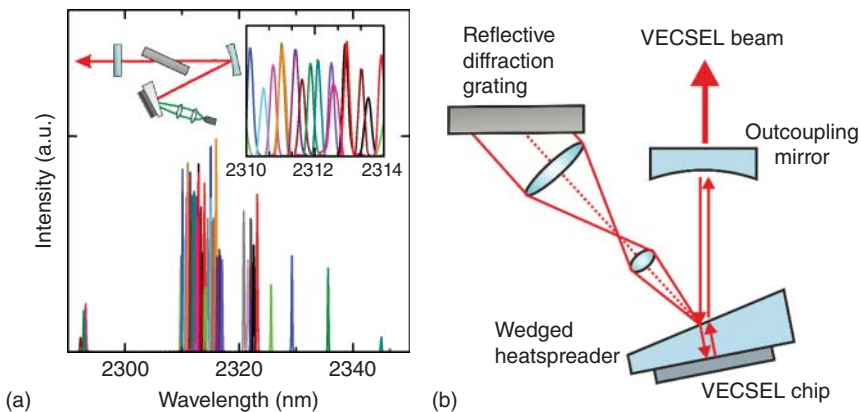 Intensity (a.u.)
2310
2312
2314
2300
2320
2340
Wavelength (nm)
(a)
Reflective
diffraction
grating
VECSEL beam
Outcoupling
mirror
Wedged
heatspreader
VECSEL chip
(b)